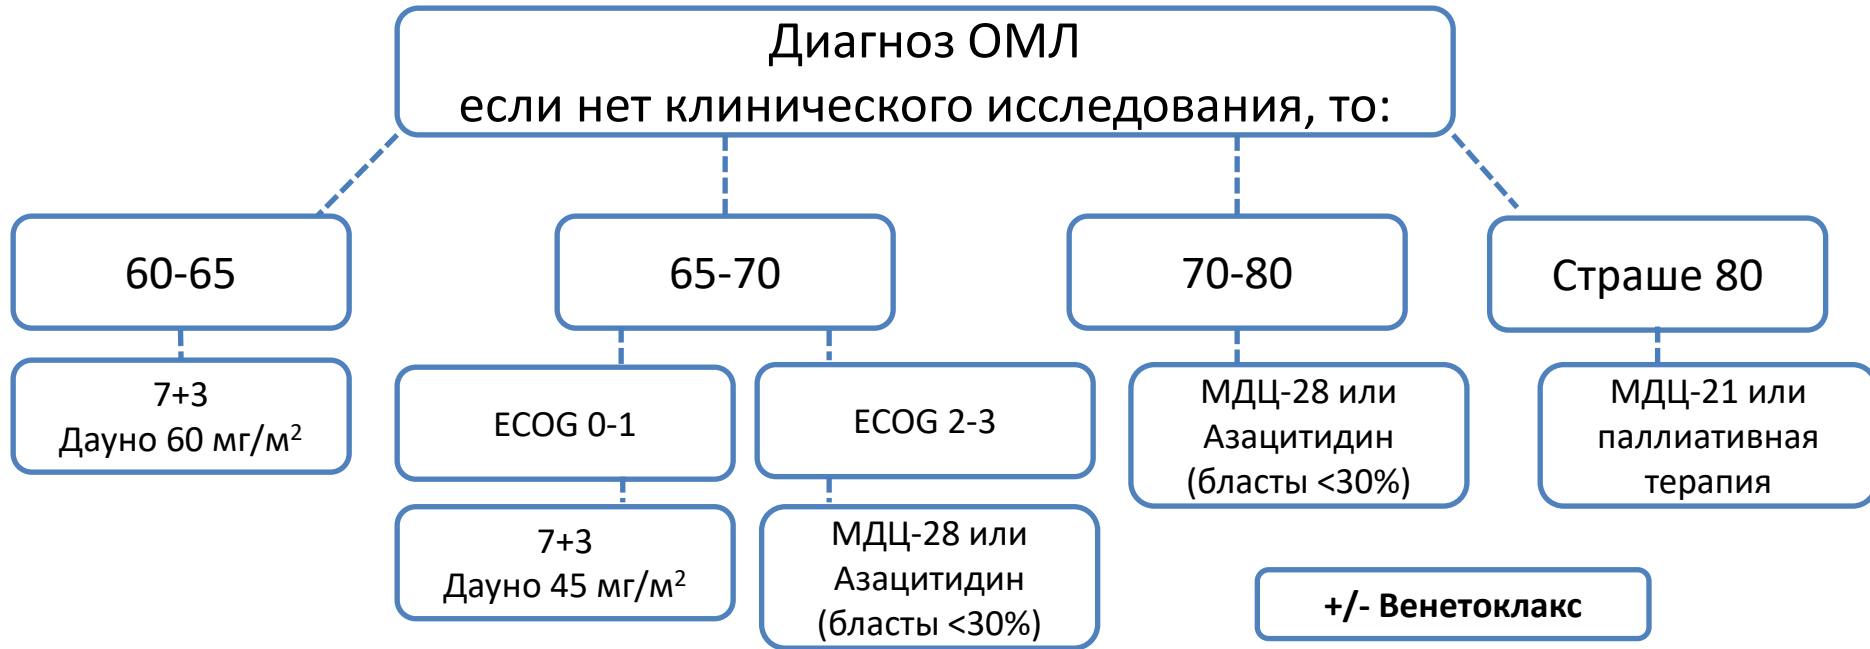 Диагноз ОМЛ
если нет клинического исследования, то:
60-65
65-70
70-80
Страше 80
7+3
Дауно 60 мг/м²
ECOG 0-1
ECOG 2-3
МДЦ-28 или
Азацитидин
(бласты <30%)
МДЦ-21 или
паллиативная
терапия
7+3
Дауно 45 мг/м²
МДЦ-28 или
Азацитидин
(бласты <30%)
+/- Венетоклакс